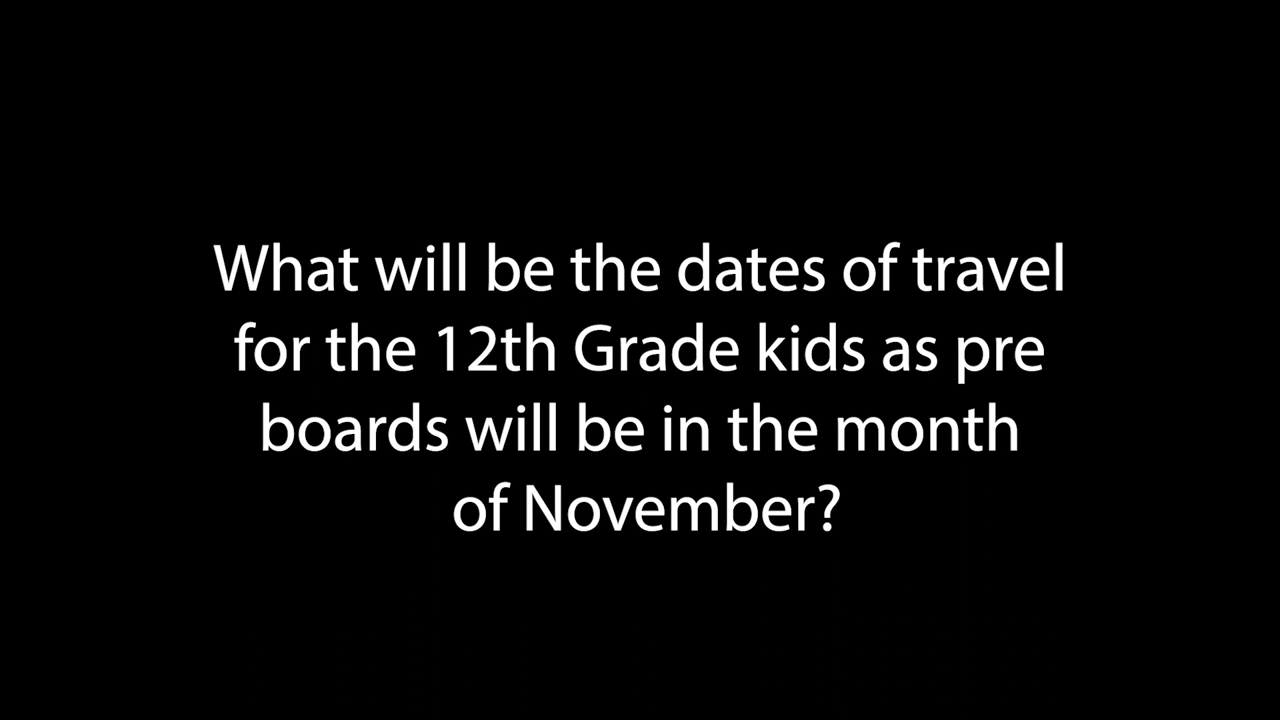 What will be the dates of travel
for the 12th Grade kids as pre
boards will be in the month
of November?